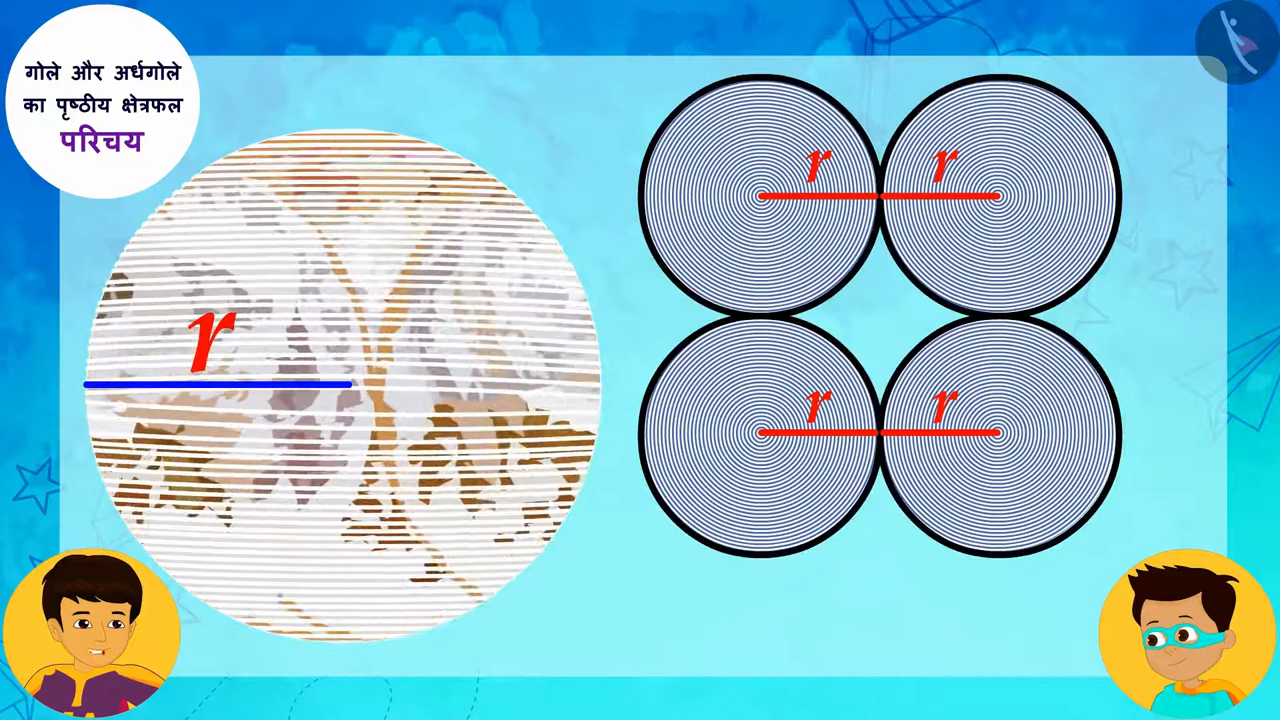 गोले और अर्धगोले
का पृष्ठीय क्षेत्रफल
परिचय
r
r r
r r